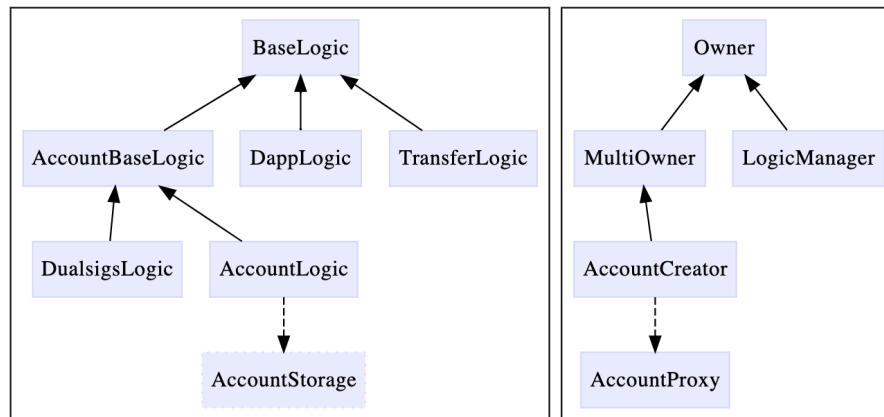 BaseLogic
AccountBaseLogic
DappLogic
TransferLogic
DualsigsLogic
AccountLogic
AccountStorage
Owner
MultiOwner
LogicManager
AccountCreator
AccountProxy